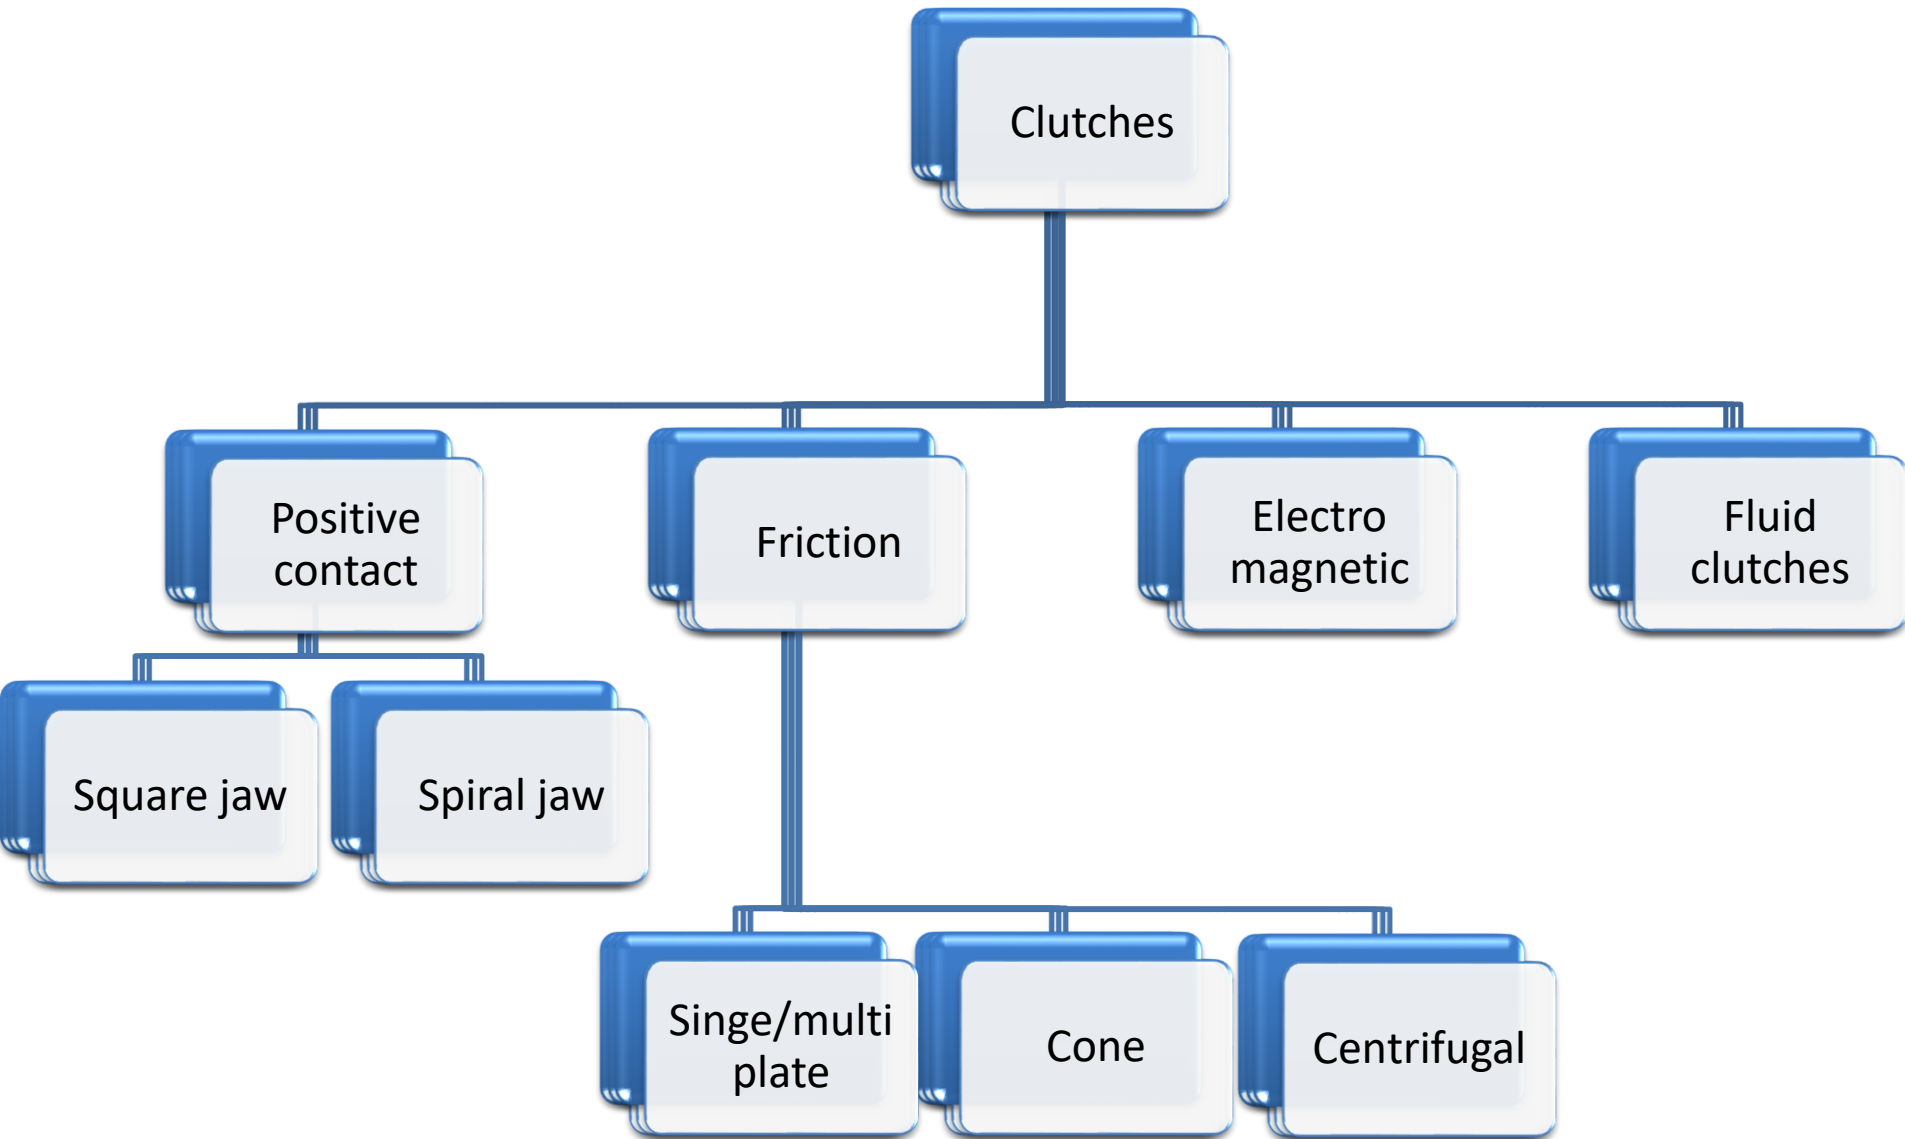 Clutches
Positive
contact
Friction
Electro
magnetic
Fluid
clutches
Square jaw
Spiral jaw
Singe/multi
plate
Cone
Centrifugal